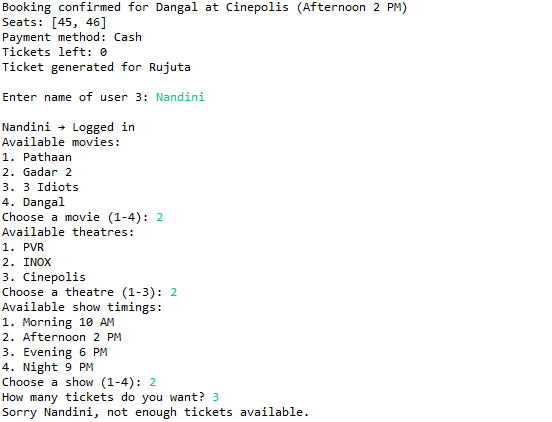 Booking confirmed for Dangal at Cinepolis (Afternoon 2 PM)
Seats: [45, 46]
Payment method: Cash
Tickets left: 0
Ticket generated for Rujuta
Enter name of user 3: Nandini
Nandini → Logged in
Available movies:
1. Pathaan
2. Gadar 2
3. 3 Idiots
4. Dangal
Choose a movie (1-4): 2
Available theatres:
1. PVR
2. INOX
3. Cinepolis
Choose a theatre (1-3): 2
Available show timings:
1. Morning 10 AM
2. Afternoon 2 PM
3. Evening 6 PM
4. Night 9 PM
Choose a show (1-4): 2
How many tickets do you want? 3
Sorry Nandini, not enough tickets available.